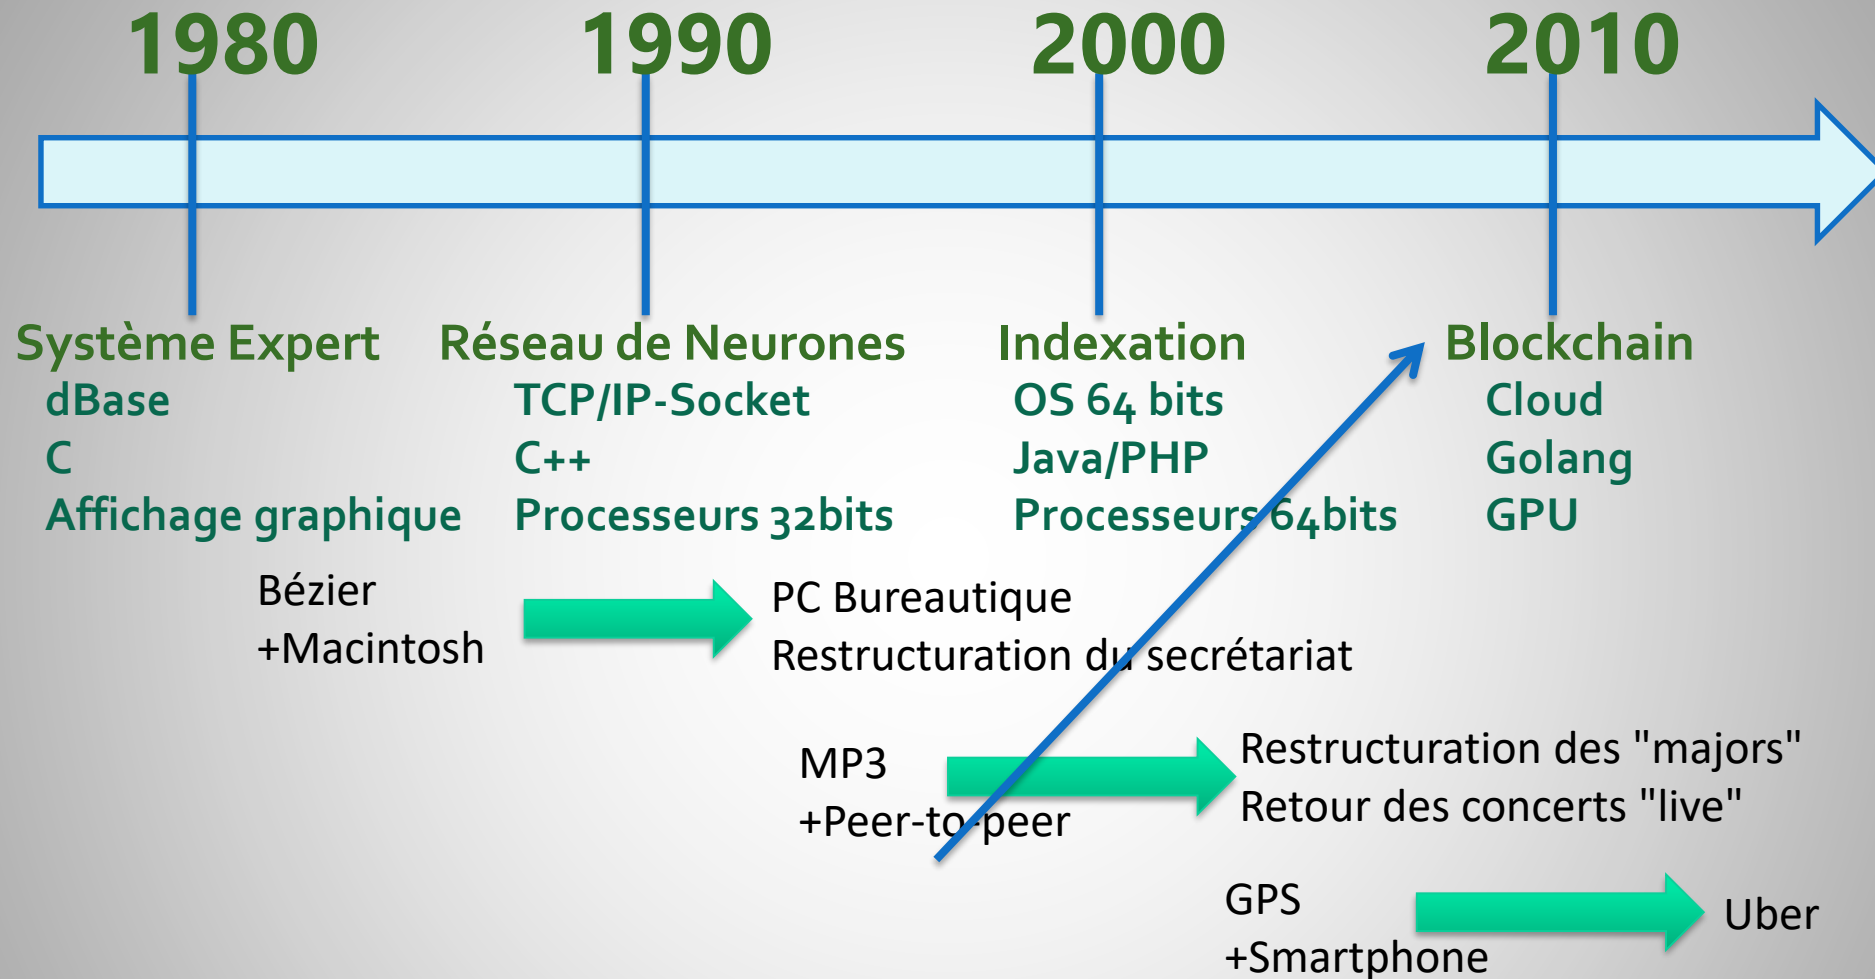 1980
1990
2000
2010
Système Expert
dBase
C
Affichage graphique
Réseau de Neurones
TCP/IP-Socket
C++
Processeurs 32bits
Indexation
OS 64 bits
Java/PHP
Processeurs 64bits
Blockchain
Cloud
Golang
GPU
Bézier
+Macintosh
PC Bureautique
Restructuration du secrétariat
MP3
+Peer-to-peer
Restructuration des "majors"
Retour des concerts "live"
GPS
+Smartphone
Uber